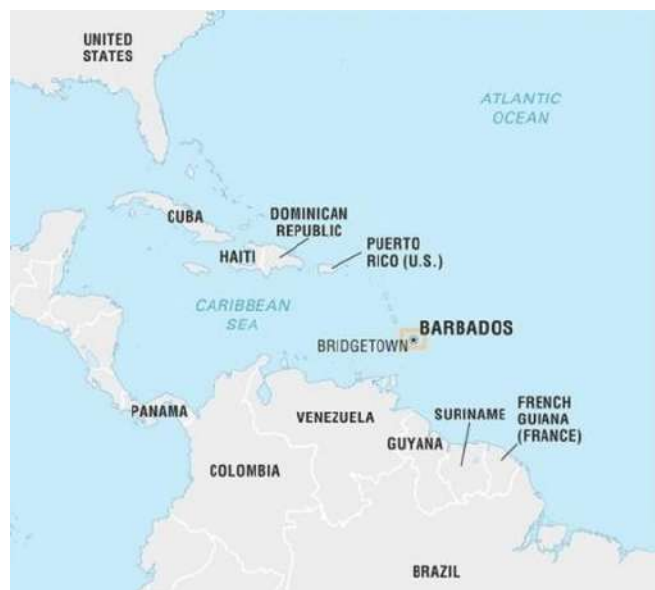 UNITED
STATES
ATLANTIC
OCEAN
CUBA
DOMINICAN
REPUBLIC
HAITI
PUERTO
RICO (U.S.)
CARIBBEAN
SEA
BARBADOS
BRIDGETOWN
PANAMA
VENEZUELA
SURINAME
FRENCH
GUIANA
(FRANCE)
GUYANA
COLOMBIA
BRAZIL